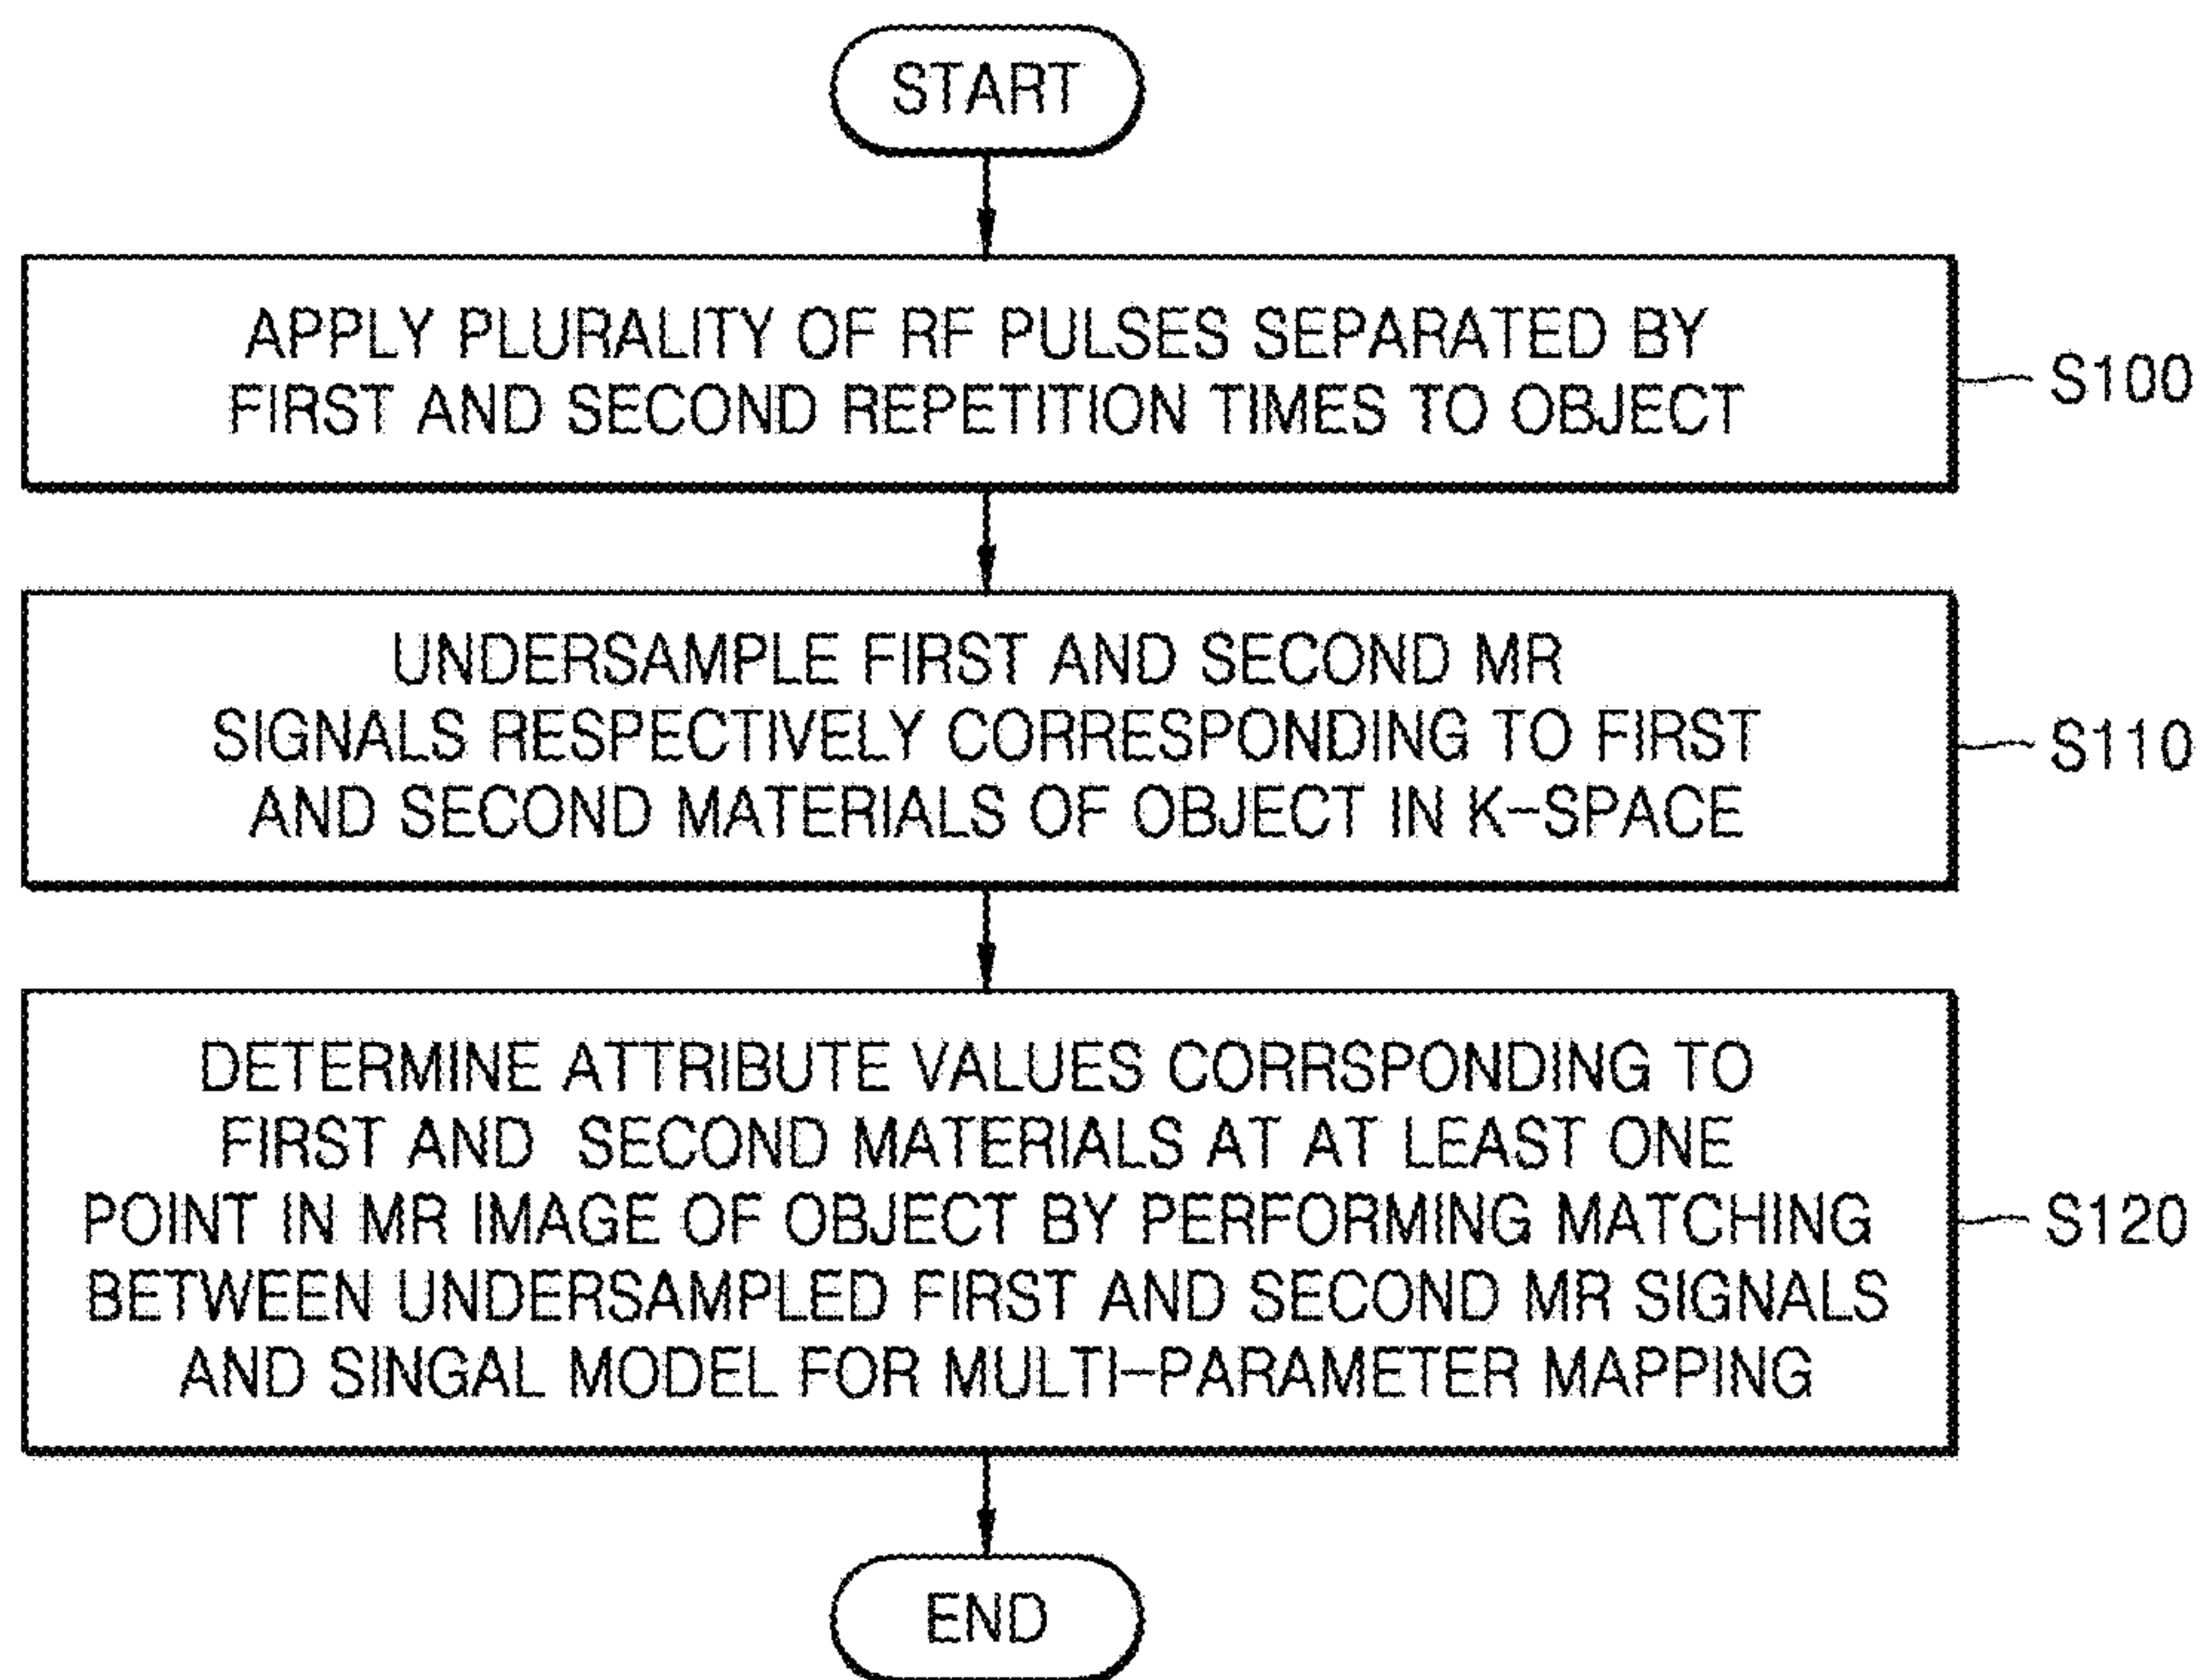 START
APPLY PLURALITY OF RF PULSES SEPARATED BY
FIRST AND SECOND REPETITION TIMES TO OBJECT
S100
UNDERSAMPLE FIRST AND SECOND MR
SIGNALS RESPECTIVELY CORRESPONDING TO FIRST
AND SECOND MATERIALS OF OBJECT IN K-SPACE
S110
DETERMINE ATTRIBUTE VALUES CORRSPONDING TO
FIRST AND SECOND MATERIALS AT AT LEAST ONE
POINT IN MR IMAGE OF OBJECT BY PERFORMING MATCHING
BETWEEN UNDERSAMPLED FIRST AND SECOND MR SIGNALS
AND SINGAL MODEL FOR MULTI-PARAMETER MAPPING
S120
END